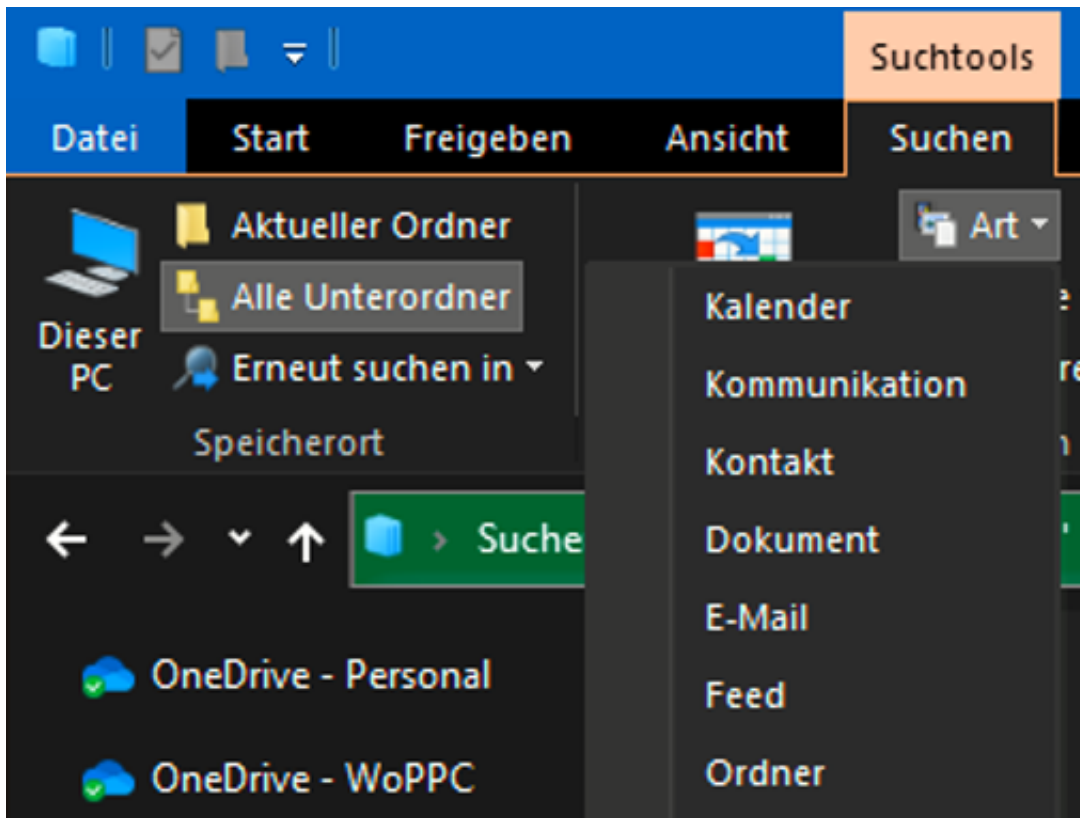 Suchtools
Datei Start Freigeben Ansicht Suchen
Aktueller Ordner
Art
Alle Unterordner
Dieser PC
Erneut suchen in
Speicherort
Kalender
Kommunikation
Kontakt
Dokument
E-Mail
Feed
Ordner
Suche
OneDrive - Personal
OneDrive - WoPPC